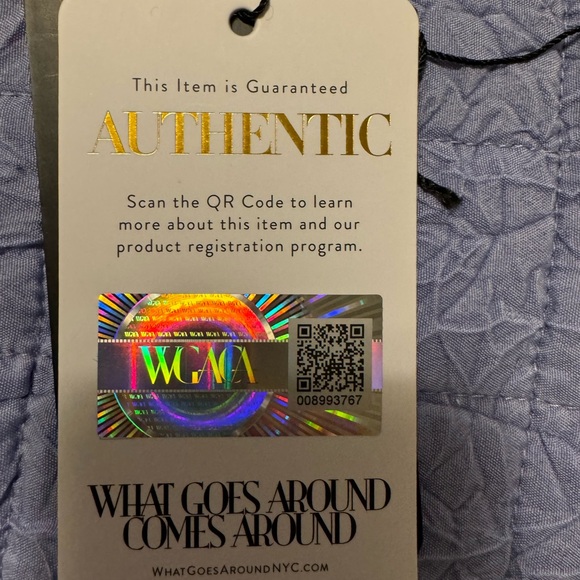 This Item is Guaranteed
AUTHENTIC
Scan the QR Code to learn
more about this item and our
product registration program.
WGACA
008993767
WHAT GOES AROUND
COMES AROUND
WHATGOESAROUNDNYC.COM